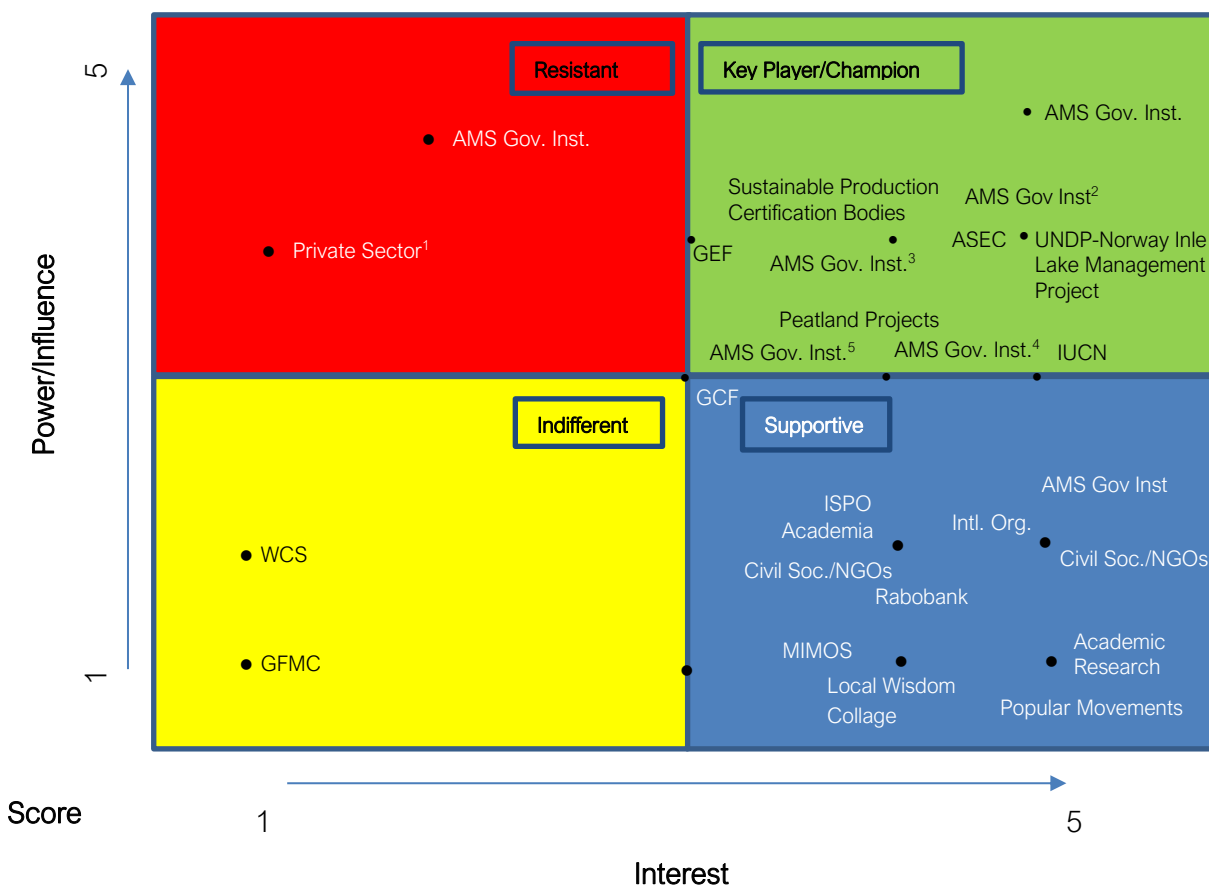 5
Resistant
Key Player/Champion
AMS Gov. Inst.
AMS Gov. Inst.
Sustainable Production
Certification Bodies
AMS Gov Inst2
Private Sector1
GEF
AMS Gov. Inst.3
ASEC
UNDP-Norway Inle
Lake Management
Project
Peatland Projects
AMS Gov. Inst.5
AMS Gov. Inst.4
IUCN
Power/Influence
GCF
Indifferent
Supportive
AMS Gov Inst
ISPO
Academia
Intl. Org.
WCS
Civil Soc./NGOs
Civil Soc./NGOs
Rabobank
GFMC
MIMOS
Academic
Research
Local Wisdom
Collage
Popular Movements
1
Score
1
5
Interest